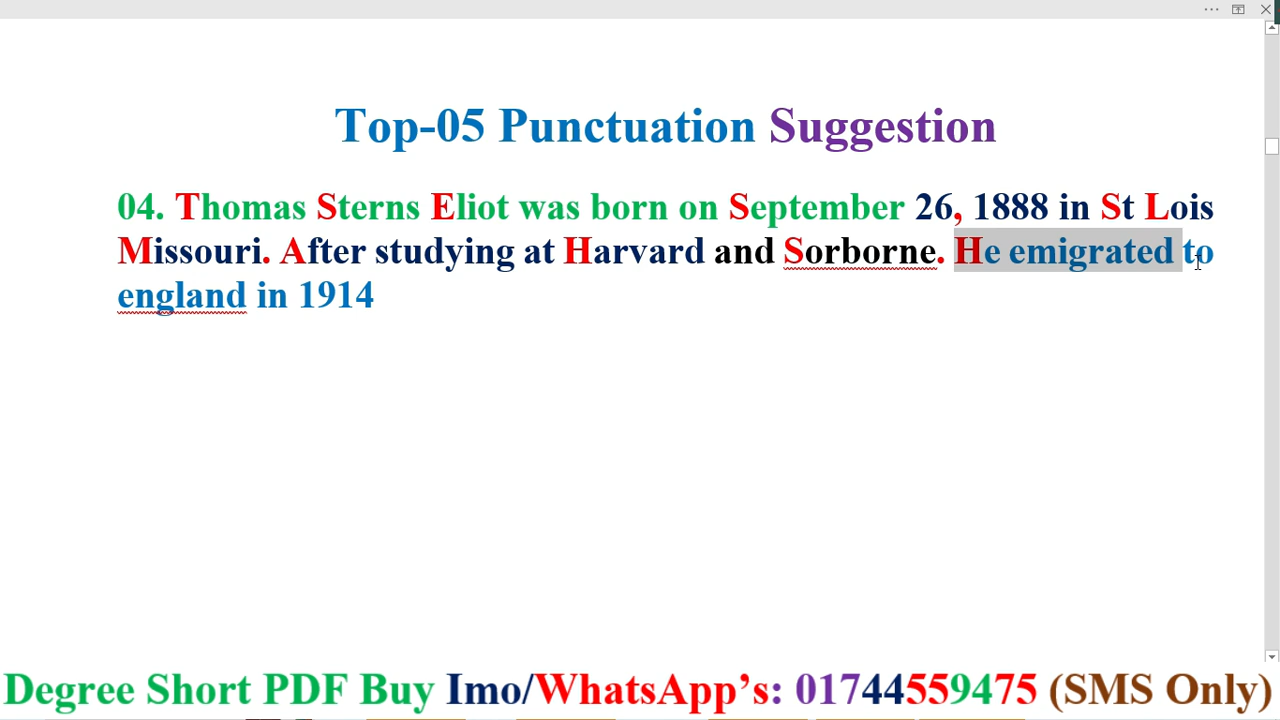 Top-05 Punctuation Suggestion
04. Thomas Sterns Eliot was born on September 26, 1888 in St Lois
Missouri. After studying at Harvard and Sorborne. He emigrated to
england in 1914
Degree Short PDF Buy Imo/WhatsApp’s: 01744559475 (SMS Only)